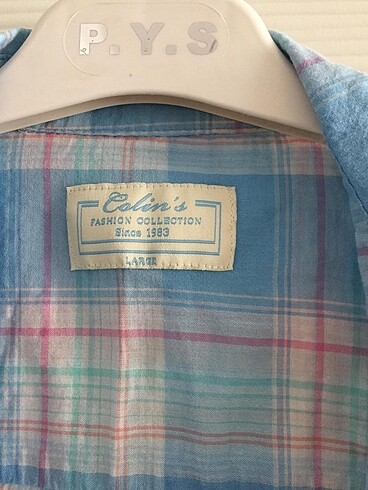 P.Y.S
Colin's
FASHION COLLECTION
Since 1983
LARGE